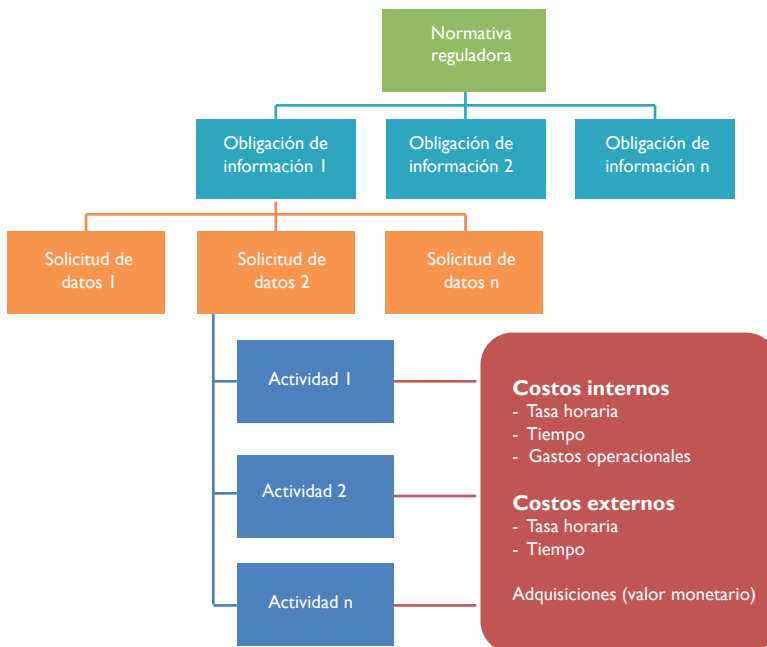 Normativa
reguladora
Obligación de
información 1
Obligación de
información 2
Obligación de
información n
Solicitud de
datos 1
Solicitud de
datos 2
Solicitud de
datos n
Actividad 1
Actividad 2
Actividad n
Costos internos
- Tasa horaria
- Tiempo
- Gastos operacionales
Costos externos
- Tasa horaria
- Tiempo
Adquisiciones (valor monetario)